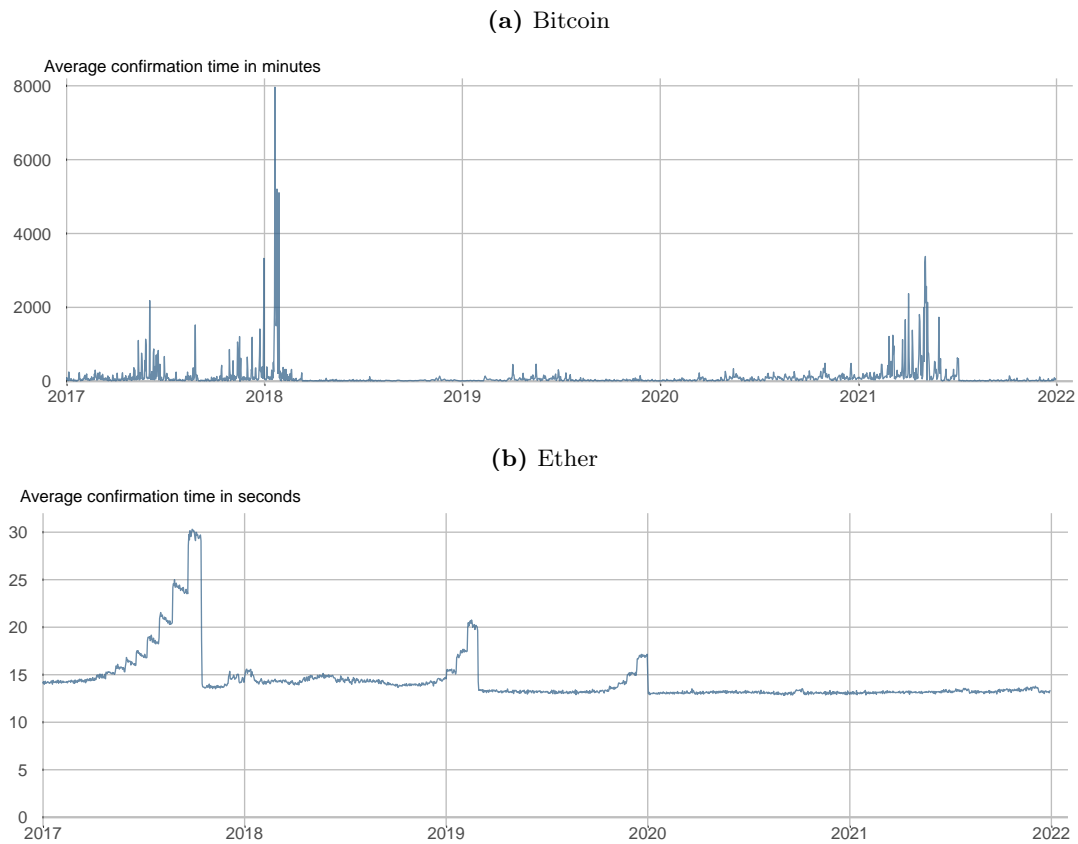 (a) Bitcoin
Average confirmation time in minutes
8000
6000
4000
2000
0
2017 2018 2019 2020 2021 2022
(b) Ether
Average confirmation time in seconds
30
25
20
15
10
5
0
2017 2018 2019 2020 2021 2022